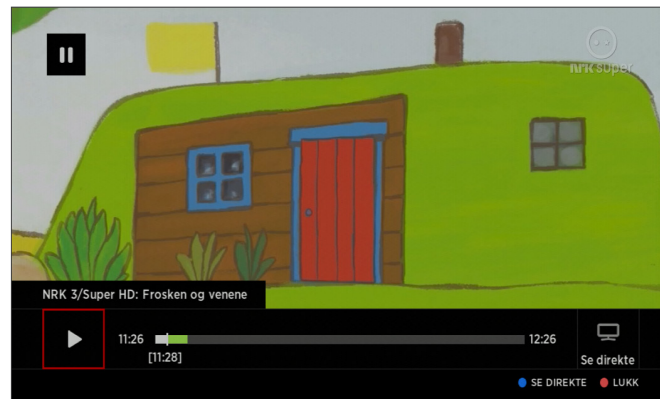 nrk super
NRK 3/Super HD: Frosken og venene
11:26
12:26
[11:28]
Se direkte
SE DIREKTE
LUKK